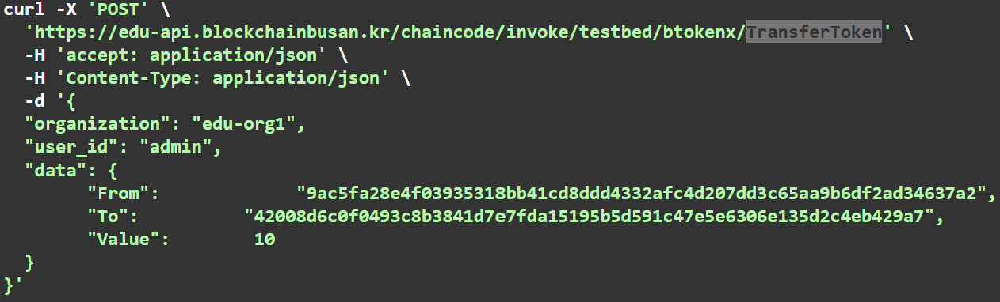 curl -X 'POST' \
'https://edu-api.blockchainbusan.kr/chaincode/invoke/testbed/btokenx/TransferToken' \
-H 'accept: application/json' \
-H 'Content-Type: application/json' \
-d '{
"organization": "edu-org1",
"user_id": "admin",
"data": {
"From": "9ac5fa28e4f03935318bb41cd8ddd4332afc4d207dd3c65aa9b6df2ad34637a2",
"To": "42008d6c0f0493c8b3841d7e7fda15195b5d591c47e5e6306e135d2c4eb429a7",
"Value": 10
}
}'